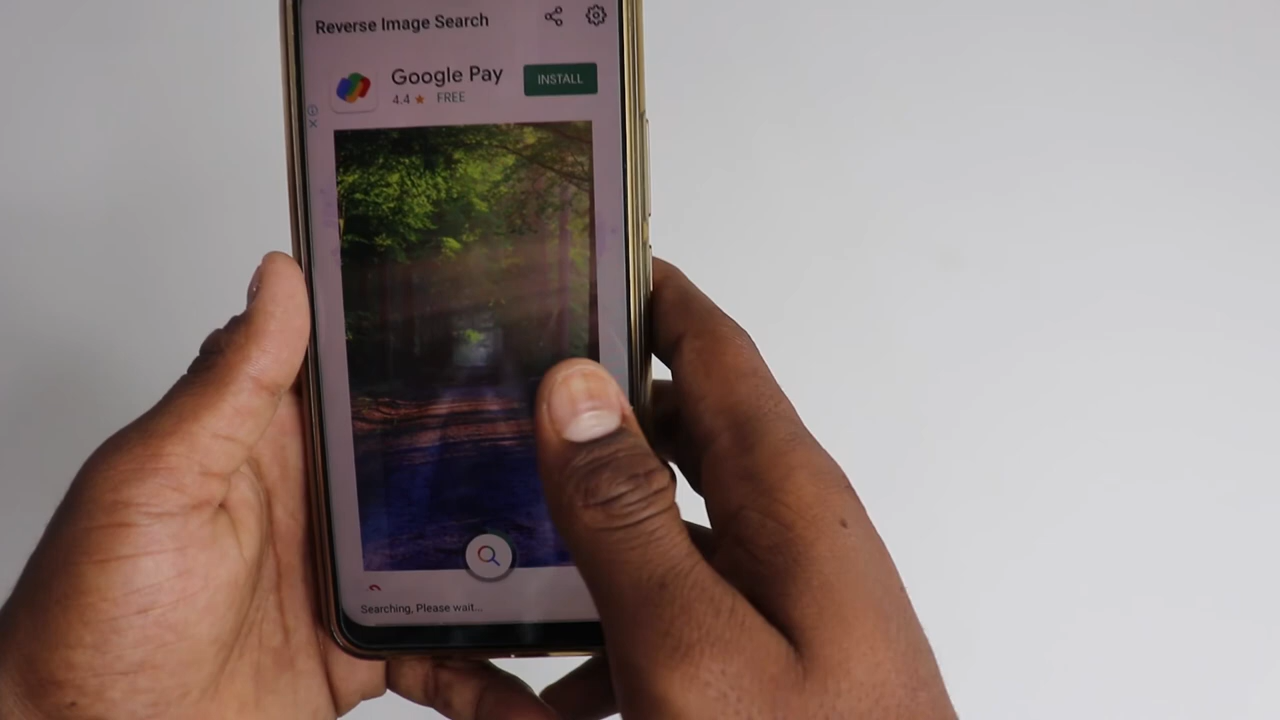 Reverse Image Search
Google Pay
INSTALL
4.4 ★ FREE
Searching, Please wait...